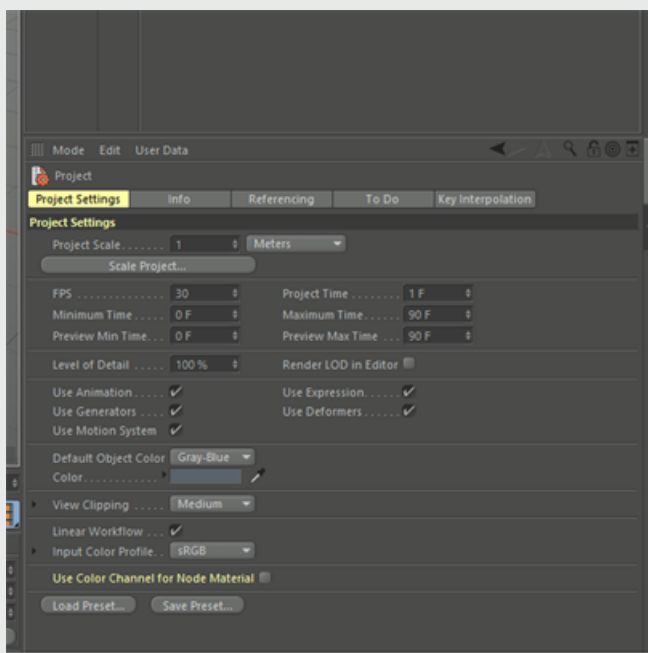 Mode Edit User Data
Project
Project Settings Info Referencing To Do Key Interpolation
Project Settings
Project Scale....... 1 Meters
Scale Project...
FPS ............. 30 Project Time ....... 1 F
Minimum Time..... 0 F Maximum Time..... 90 F
Preview Min Time... 0 F Preview Max Time ... 90 F
Level of Detail ..... 100 % Render LOD in Editor
Use Animation..... Use Expression......
Use Generators .... Use Deformers......
Use Motion System
Default Object Color Gray-Blue
Color............
View Clipping ..... Medium
Linear Workflow ...
Input Color Profile.. sRGB
Use Color Channel for Node Material
Load Preset... Save Preset...